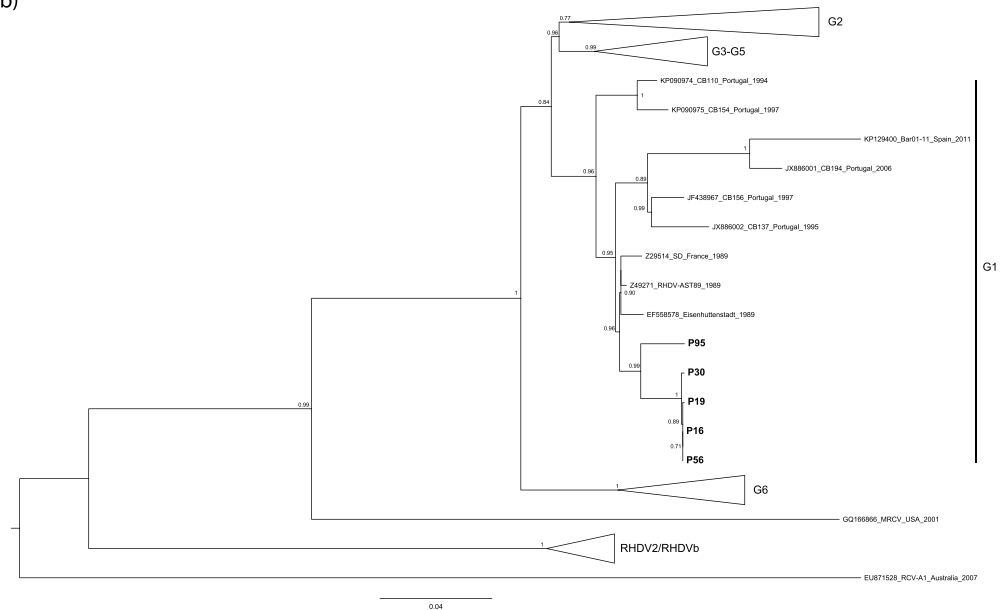 b)
0.77
G2
0.96
0.99
G3-G5
KP090974_CB110_Portugal_1994
1
0.84
KP090975_CB154_Portugal_1997
KP129400_Bar01-11_Spain_2011
1
JX886001_CB194_Portugal_2006
0.96
0.89
JF438967_CB156_Portugal_1997
0.99
JX886002_CB137_Portugal_1995
0.95
Z29514_SD_France_1989
G1
Z49271_RHDV-AST89_1989
0.90
1
EF558578_Eisenhuttenstadt_1989
0.96
P95
0.99
P30
1
P19
0.99
0.89
P16
0.71
P56
1
G6
GQ166866_MRCV_USA_2001
1
RHDV2/RHDVb
EU871528_RCV-A1_Australia_2007
0.04